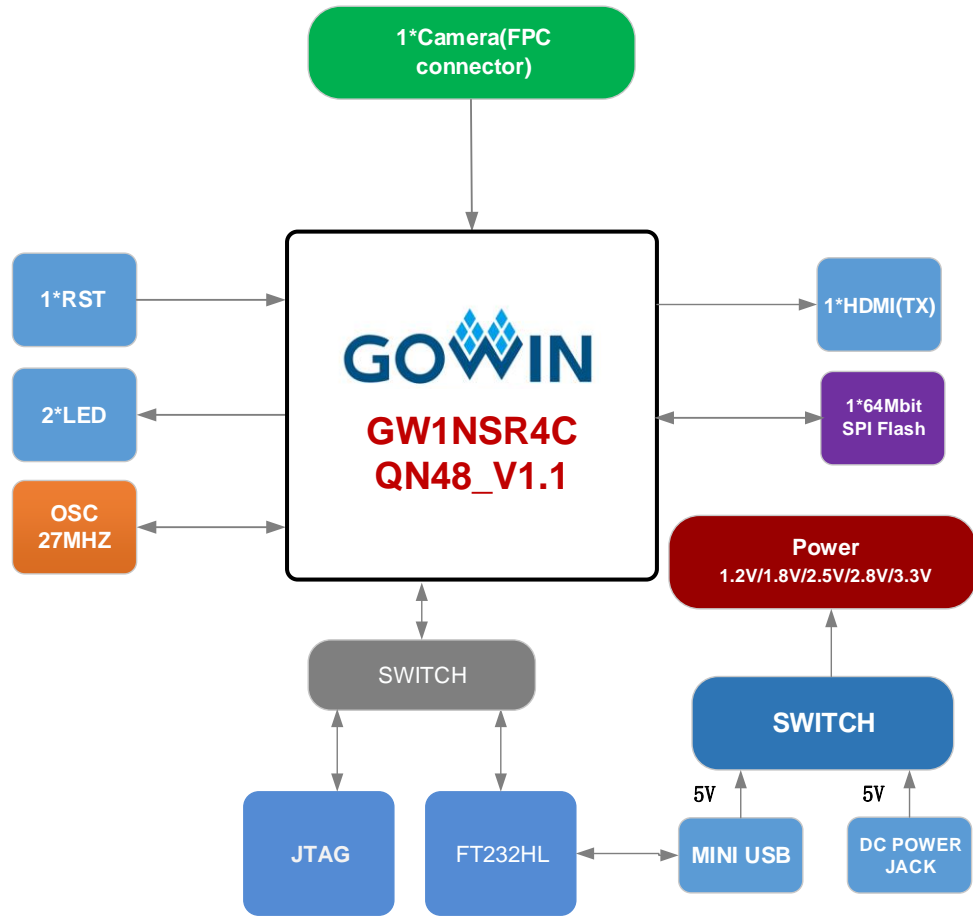 1*Camera(FPC
connector)
1*RST
1*HDMI(TX)
GOWIN
2*LED
1*64Mbit
SPI Flash
GW1NSR4C
QN48_V1.1
OSC
27MHZ
Power
1.2V/1.8V/2.5V/2.8V/3.3V
SWITCH
SWITCH
5V
5V
JTAG
FT232HL
MINI USB
DC POWER
JACK